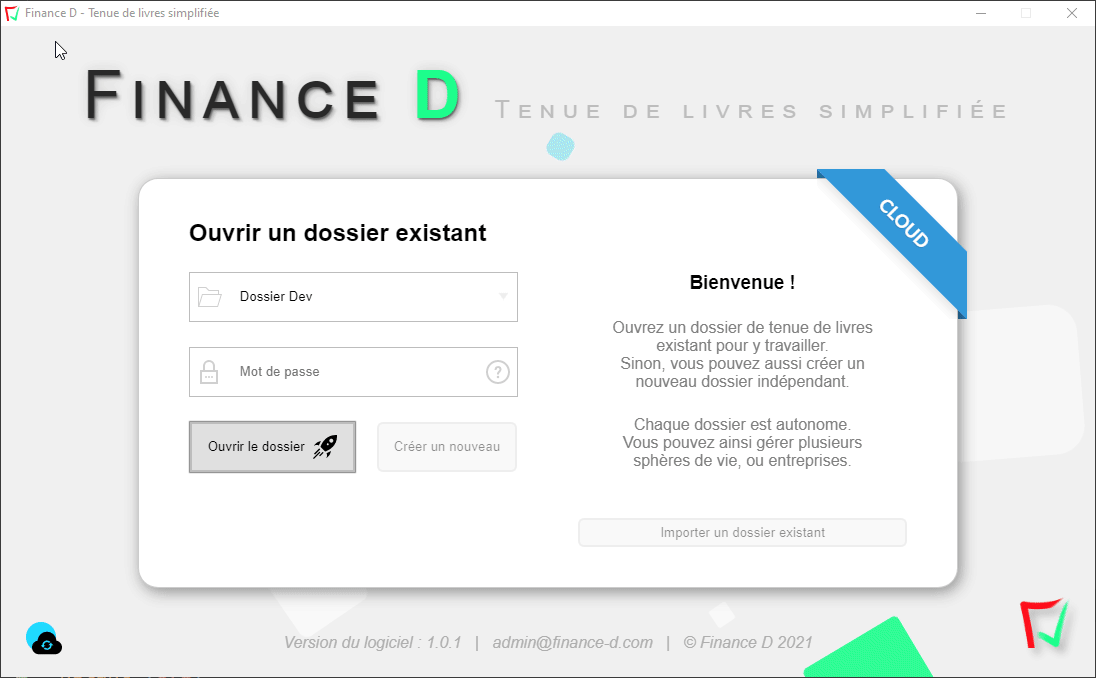 Finance D - Tenue de livres simplifiée
FINANCE D TENUE DE LIVRES SIMPLIFIÉE
CLOUD
Ouvrir un dossier existant
Dossier Dev
Mot de passe
?
Ouvrir le dossier
Créer un nouveau
Bienvenue !
Ouvrez un dossier de tenue de livres
existant pour y travailler.
Sinon, vous pouvez aussi créer un
nouveau dossier indépendant.
Chaque dossier est autonome.
Vous pouvez ainsi gérer plusieurs
sphères de vie, ou entreprises.
Importer un dossier existant
Version du logiciel : 1.0.1 | admin@finance-d.com | © Finance D 2021